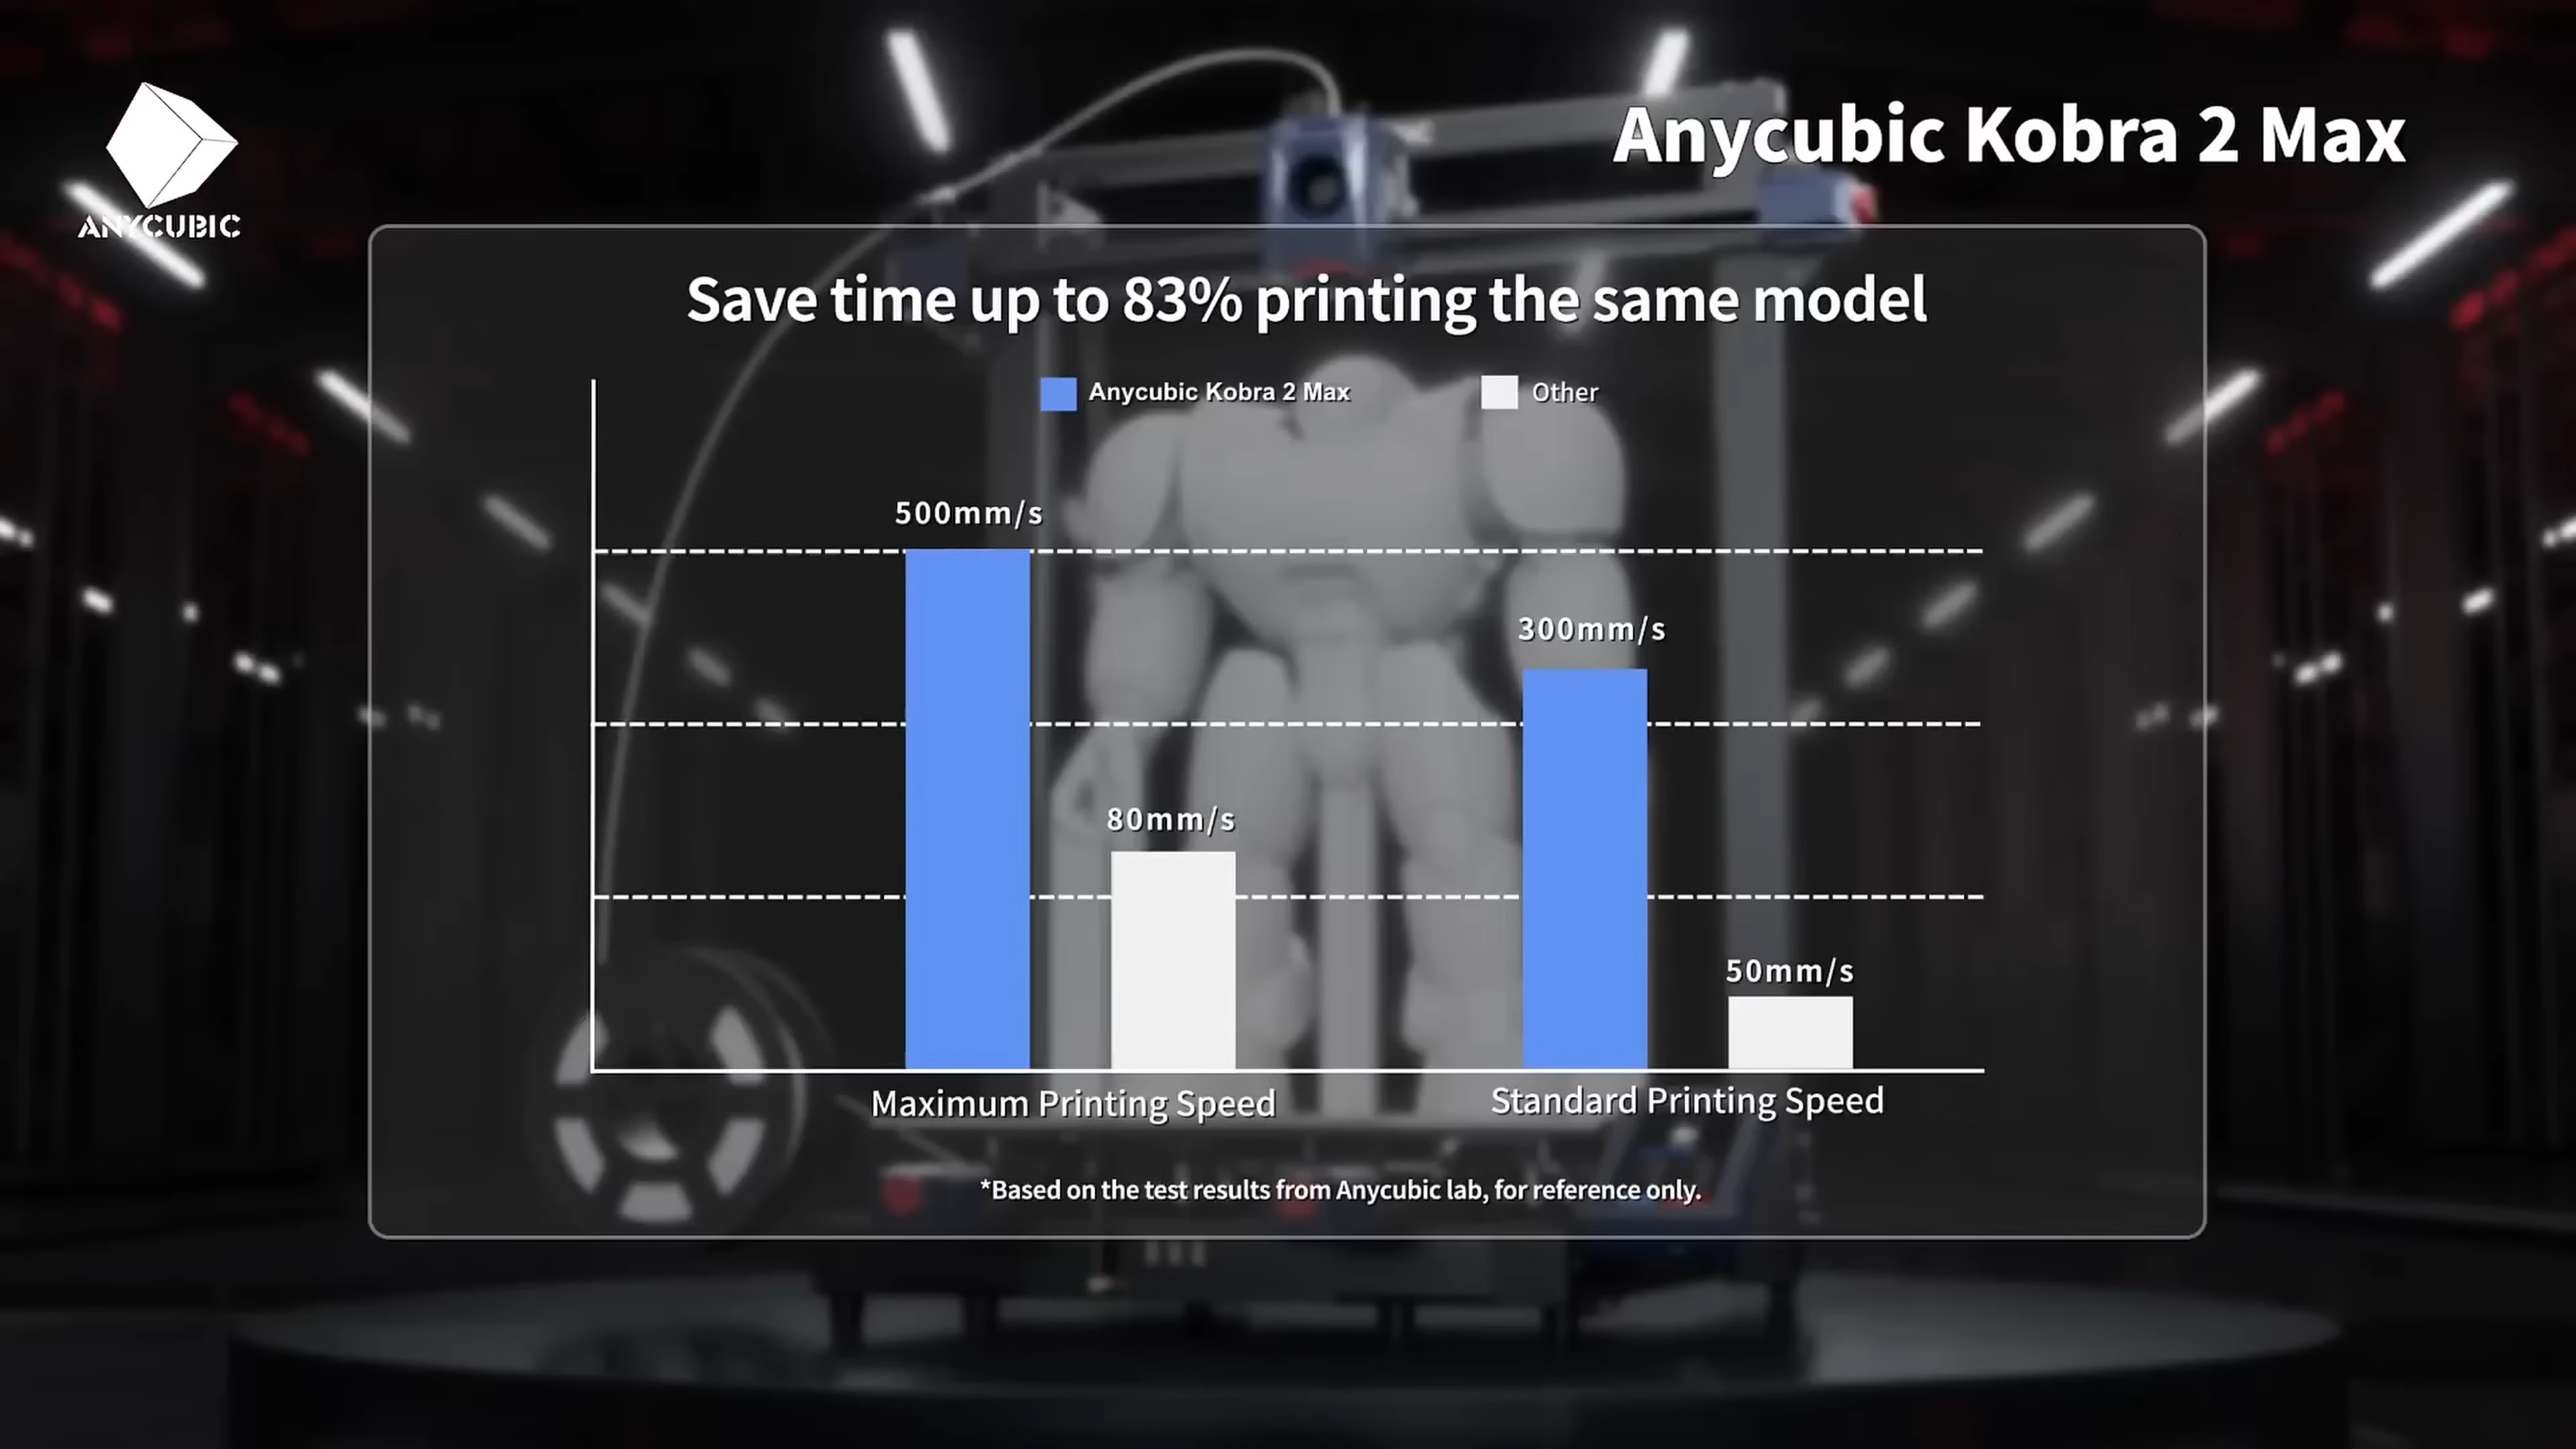 ANYCUBIC
Anycubic Kobra 2 Max
Save time up to 83% printing the same model
Anycubic Kobra 2 Max
Other
500mm/s
300mm/s
80mm/s
50mm/s
Maximum Printing Speed
Standard Printing Speed
*Based on the test results from Anycubic lab, for reference only.